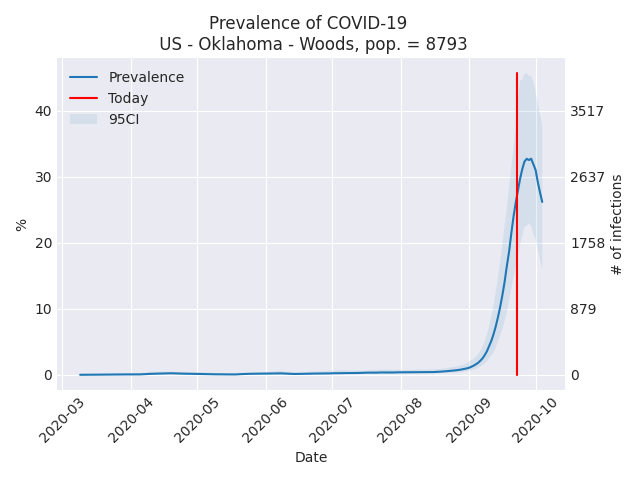 Prevalence of COVID-19
US - Oklahoma - Woods, pop. = 8793
Prevalence
Today
95CI
%
40
30
20
10
0
3517
2637
1758
879
0
# of infections
2020-03
2020-04
2020-05
2020-06
2020-07
2020-08
2020-09
2020-10
Date